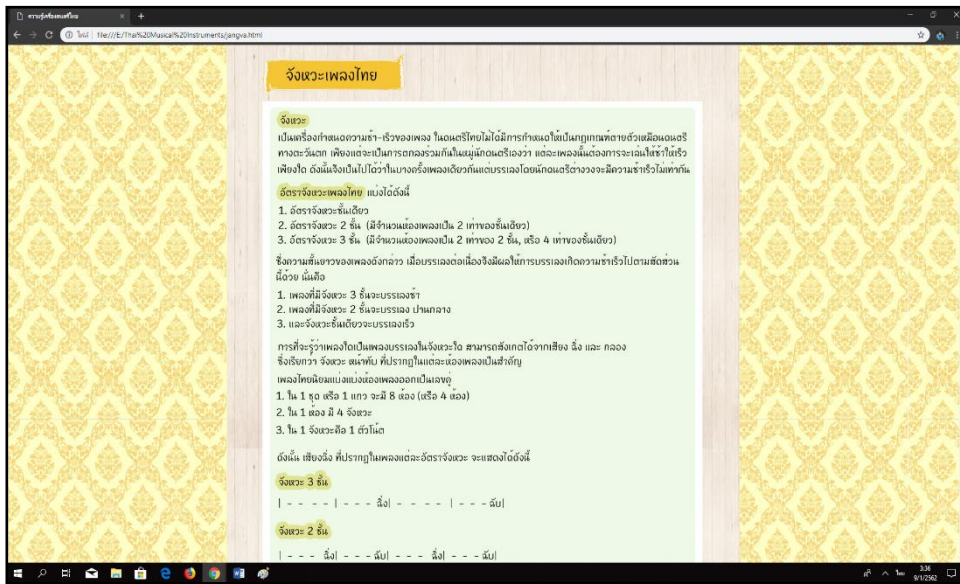 ความรู้เครื่องดนตรีไทย
ไฟล์ | file:///E:/Thai%20Musical%20Instruments/jangva.html
จังหวะเพลงไทย
จังหวะ
เป็นเครื่องกำหนดความช้า-เร็วของเพลง ในดนตรีไทยไม่ได้มีการกำหนดให้เป็นกฎเกณฑ์ตายตัวเหมือนดนตรี
ทางตะวันตก เพียงแต่จะเป็นการตกลงร่วมกันในหมู่นักดนตรีเองว่า แต่ละเพลงนั้นต้องการจะเล่นให้ช้าให้เร็ว
เพียงใด ดังนั้นจึงเป็นไปได้ว่าในบางครั้งเพลงเดียวกันแต่บรรเลงโดยนักดนตรีต่างวงจะมีความช้าเร็วไม่เท่ากัน
อัตราจังหวะเพลงไทย แบ่งได้ดังนี้
1. อัตราจังหวะชั้นเดียว
2. อัตราจังหวะ 2 ชั้น (มีจำนวนห้องเพลงเป็น 2 เท่าของชั้นเดียว)
3. อัตราจังหวะ 3 ชั้น (มีจำนวนห้องเพลงเป็น 2 เท่าของ 2 ชั้น, หรือ 4 เท่าของชั้นเดียว)
ซึ่งความสั้นยาวของเพลงดังกล่าว เมื่อบรรเลงต่อเนื่องจึงมีผลให้การบรรเลงเกิดความช้าเร็วไปตามสัดส่วน
นี้ด้วย นั่นคือ
1. เพลงที่มีจังหวะ 3 ชั้นจะบรรเลงช้า
2. เพลงที่มีจังหวะ 2 ชั้นจะบรรเลง ปานกลาง
3. และจังหวะชั้นเดียวจะบรรเลงเร็ว
การที่จะรู้ว่าเพลงใดเป็นเพลงบรรเลงในจังหวะใด สามารถสังเกตได้จากเสียง ฉิ่ง และ กลอง
ซึ่งเรียกว่า จังหวะ หน้าทับ ที่ปรากฏในแต่ละห้องเพลงเป็นสำคัญ
เพลงไทยนิยมแบ่งแบ่งห้องเพลงออกเป็นเลขคู่
1. ใน 1 ชุด หรือ 1 แถว จะมี 8 ห้อง (หรือ 4 ห้อง)
2. ใน 1 ห้อง มี 4 จังหวะ
3. ใน 1 จังหวะคือ 1 ตัวโน้ต
ดังนั้น เสียงฉิ่ง ที่ปรากฏในเพลงแต่ละอัตราจังหวะ จะแสดงได้ดังนี้
จังหวะ 3 ชั้น
| - - - - | - - - ฉิ่ง| - - - - | - - - ฉับ|
จังหวะ 2 ชั้น
| - - - ฉิ่ง| - - - ฉับ| - - - ฉิ่ง| - - - ฉับ|
ไทย
3:36
9/1/2562